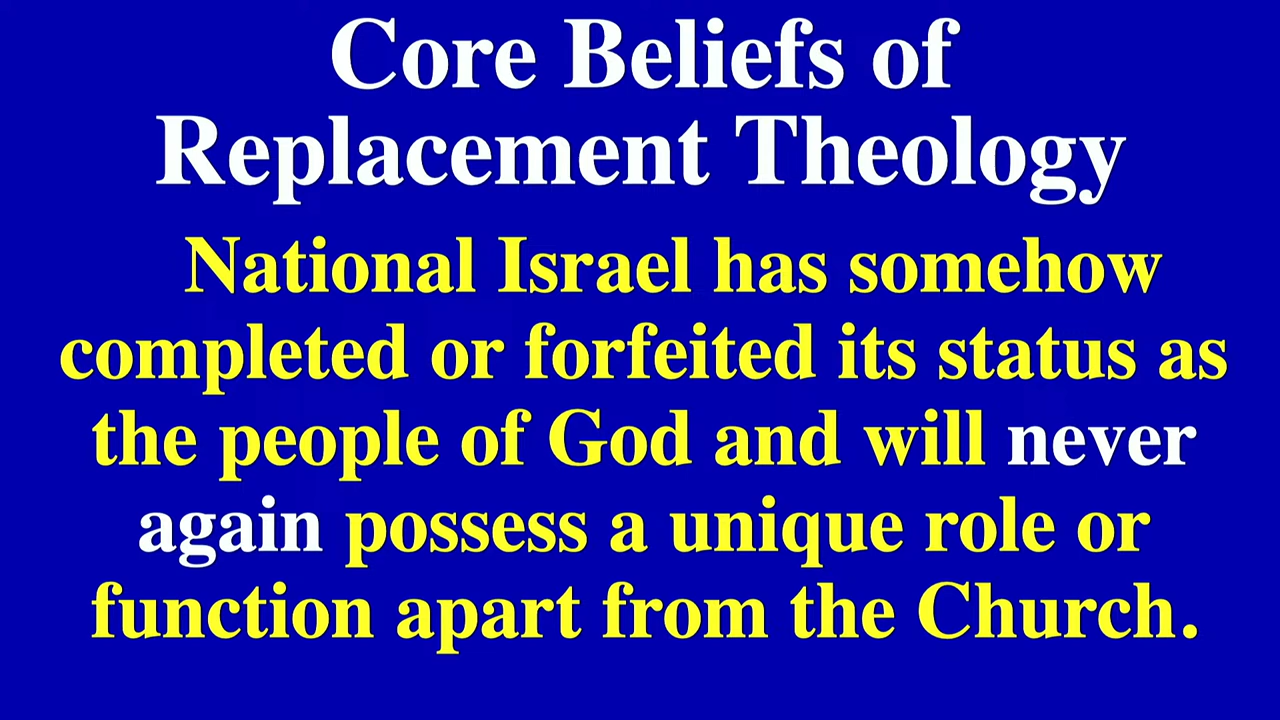 Core Beliefs of
Replacement Theology
National Israel has somehow
completed or forfeited its status as
the people of God and will never
again possess a unique role or
function apart from the Church.